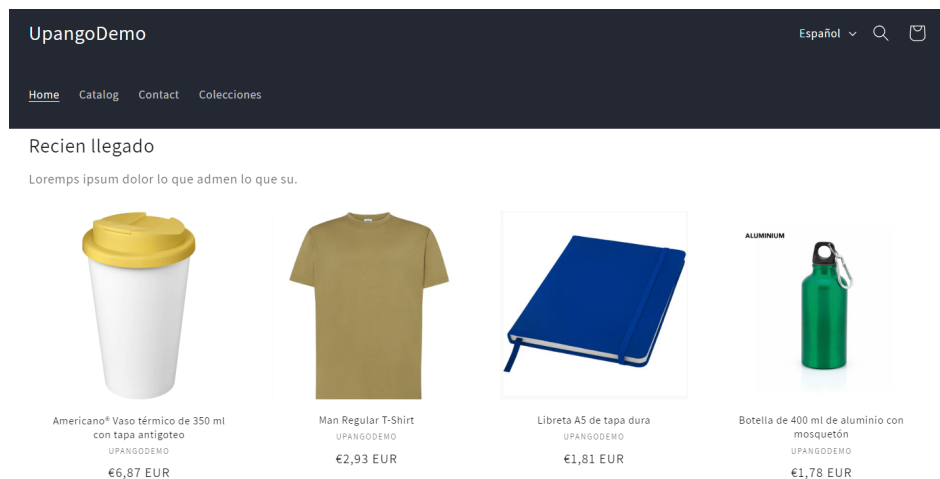 UpangoDemo
Español
Home Catalog Contact Colecciones
Recien llegado
Loremps ipsum dolor lo que admen lo que su.
ALUMINIUM
Americano® Vaso térmico de 350 ml
con tapa antigoteo
UPANGODEMO
€6,87 EUR
Man Regular T-Shirt
UPANGODEMO
€2,93 EUR
Libreta A5 de tapa dura
UPANGODEMO
€1,81 EUR
Botella de 400 ml de aluminio con
mosquetón
UPANGODEMO
€1,78 EUR